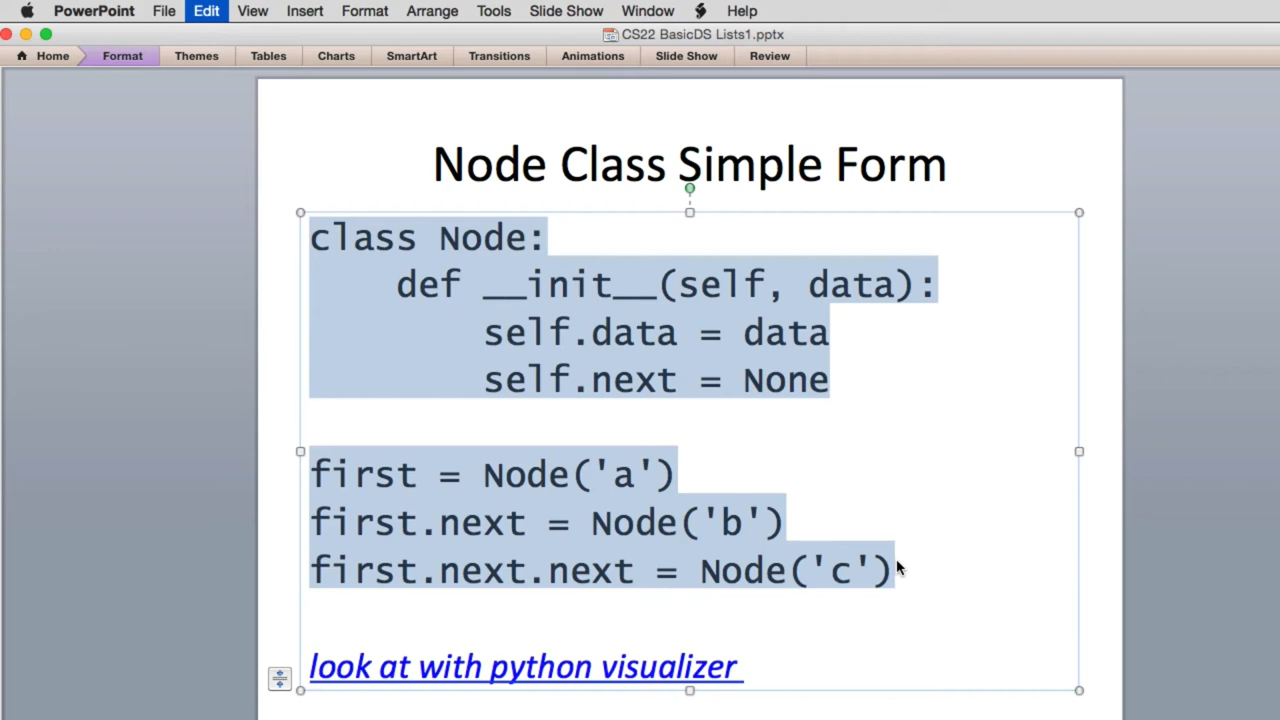 PowerPoint File Edit View Insert Format Arrange Tools Slide Show Window Help
CS22 BasicDS Lists1.pptx
Home Format Themes Tables Charts SmartArt Transitions Animations Slide Show Review
Node Class Simple Form
class Node:
    def __init__(self, data):
        self.data = data
        self.next = None
first = Node('a')
first.next = Node('b')
first.next.next = Node('c')
look at with python visualizer